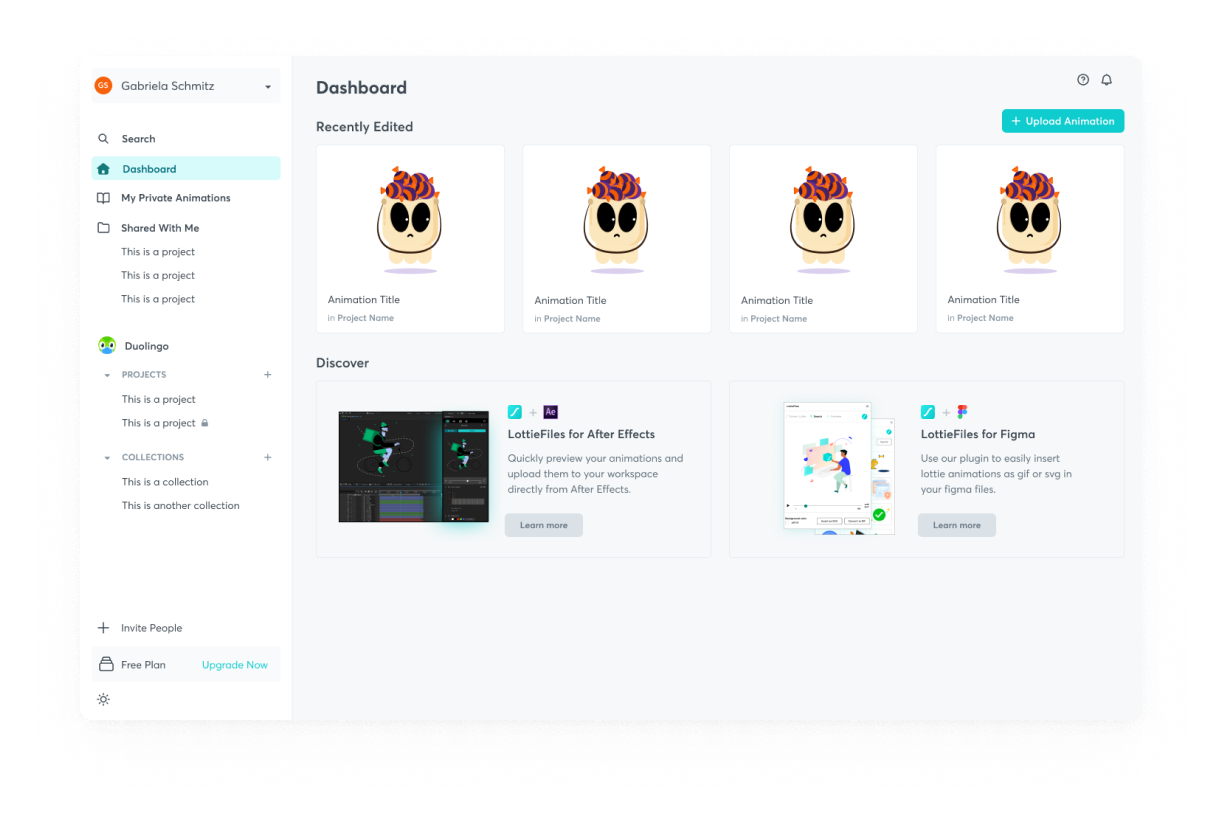 GS Gabriela Schmitz
Search
Dashboard
My Private Animations
Shared With Me
This is a project
This is a project
This is a project
Duolingo
PROJECTS
This is a project
This is a project
COLLECTIONS
This is a collection
This is another collection
Invite People
Free Plan Upgrade Now
Dashboard
Recently Edited
+ Upload Animation
Animation Title
in Project Name
Animation Title
in Project Name
Animation Title
in Project Name
Animation Title
in Project Name
Discover
+ Ae
LottieFiles for After Effects
Quickly preview your animations and
upload them to your workspace
directly from After Effects.
Learn more
+
LottieFiles for Figma
Use our plugin to easily insert
lottie animations as gif or svg in
your figma files.
Learn more